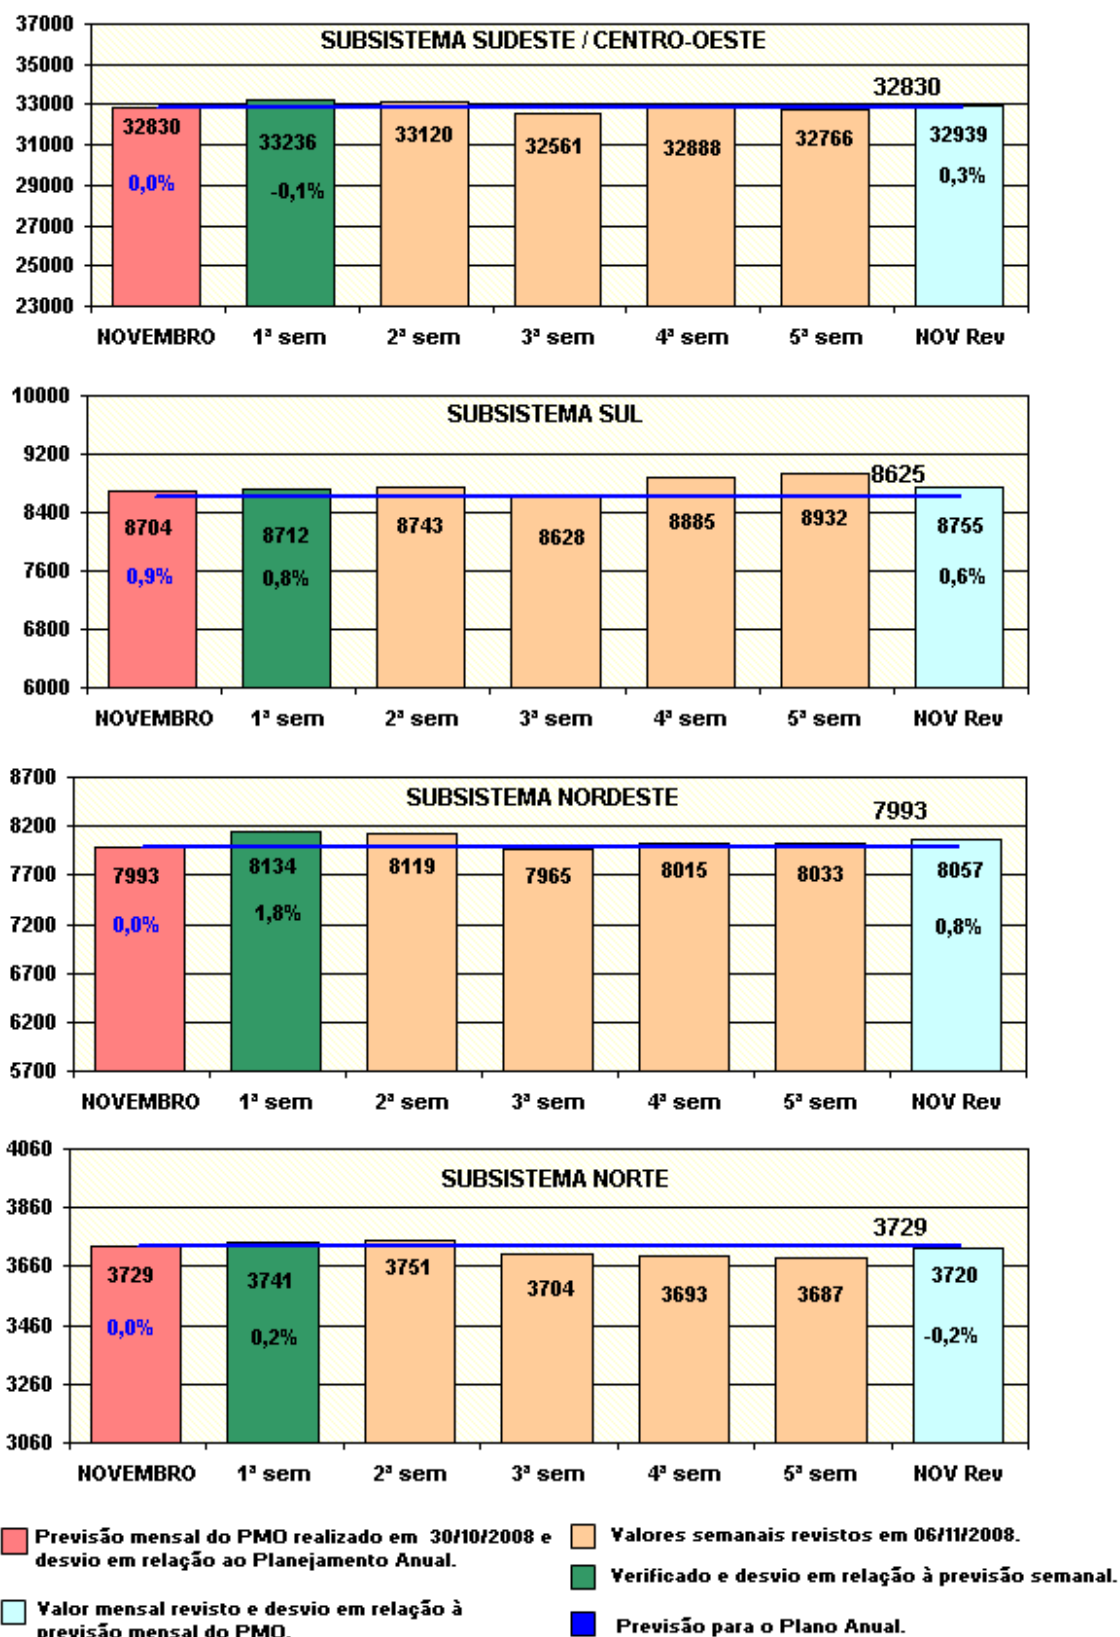 37000
SUBSISTEMA SUDESTE / CENTRO-OESTE
35000
32830
33000
32830 33236 33120 32561 32888 32766 32939
31000
0,0% -0,1% 0,3%
29000
27000
25000
23000
NOVEMBRO 1ª sem 2ª sem 3ª sem 4ª sem 5ª sem NOV Rev
10000
SUBSISTEMA SUL
9200
8625
8400
8704 8712 8743 8628 8885 8932 8755
7600
0,9% 0,8% 0,6%
6800
6000
NOVEMBRO 1ª sem 2ª sem 3ª sem 4ª sem 5ª sem NOV Rev
8700
SUBSISTEMA NORDESTE
7993
8200
7993 8134 8119 7965 8015 8033 8057
7700
0,0% 1,8% 0,8%
7200
6700
6200
5700
NOVEMBRO 1ª sem 2ª sem 3ª sem 4ª sem 5ª sem NOV Rev
4060
SUBSISTEMA NORTE
3860
3729
3660
3729 3741 3751 3704 3693 3687 3720
3460
0,0% 0,2% -0,2%
3260
3060
NOVEMBRO 1ª sem 2ª sem 3ª sem 4ª sem 5ª sem NOV Rev
Previsão mensal do PMO realizado em 30/10/2008 e
desvio em relação ao Planejamento Anual.
Valor mensal revisto e desvio em relação à
previsão mensal do PMO.
Valores semanais revistos em 06/11/2008.
Verificado e desvio em relação à previsão semanal.
Previsão para o Plano Anual.